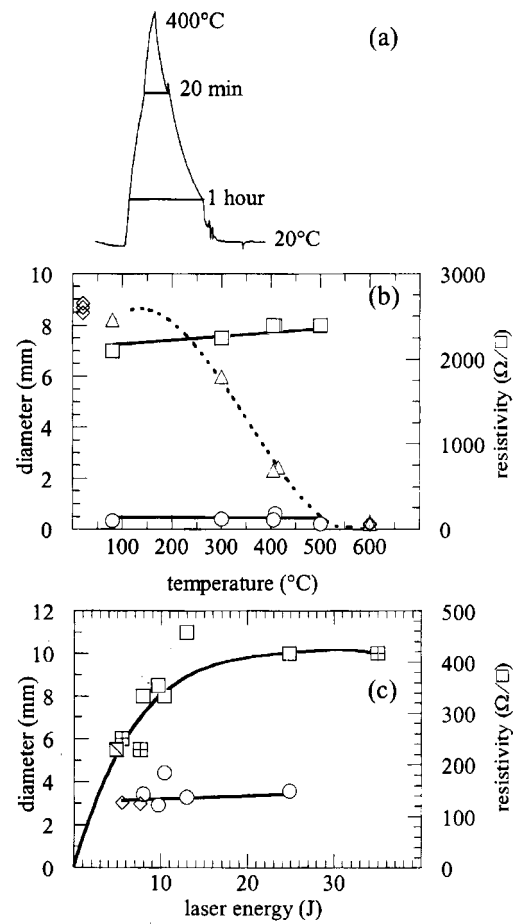 400°C
(a)
20 min
1 hour
20°C
10
8
6
4
2
0
diameter (mm)
(b)
3000
2000
1000
0
resistivity (Ω/□)
100 200 300 400 500 600
temperature (°C)
12
10
8
6
4
2
0
diameter (mm)
(c)
500
400
300
200
100
0
resistivity (Ω/□)
10 20 30
laser energy (J)